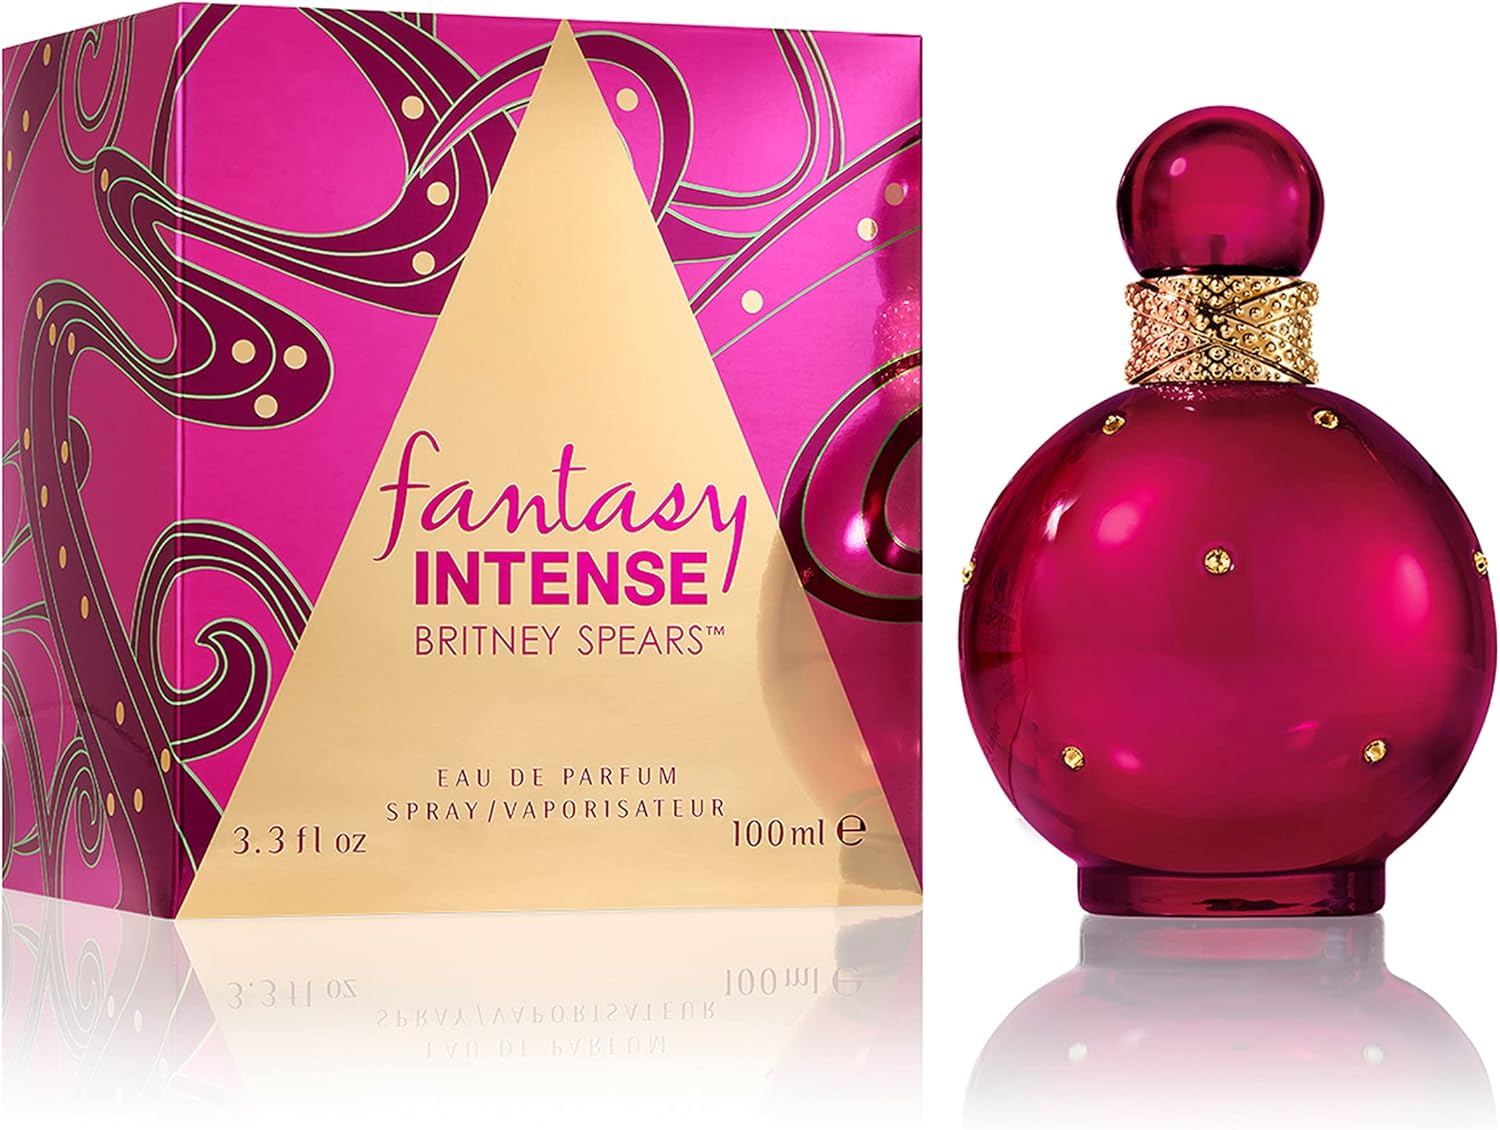 fantasy
INTENSE
BRITNEY SPEARS™
EAU DE PARFUM
SPRAY/VAPORISATEUR
3.3 fl oz
100 ml ℮